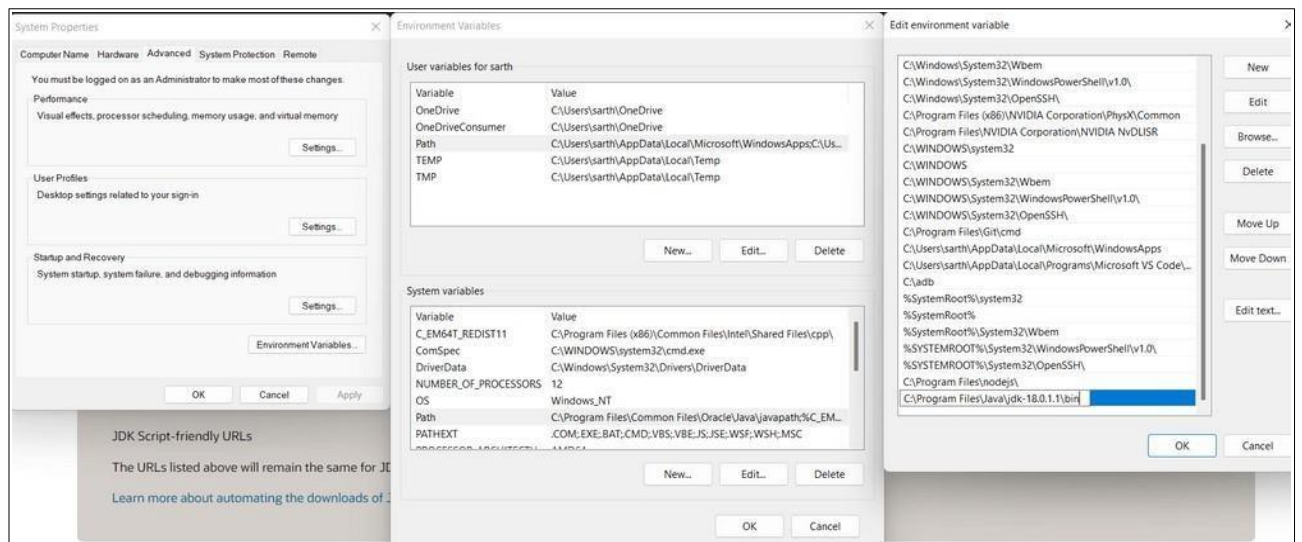 System Properties
Computer Name Hardware Advanced System Protection Remote
You must be logged on as an Administrator to make most of these changes.
Performance
Visual effects, processor scheduling, memory usage, and virtual memory
Settings...
User Profiles
Desktop settings related to your sign-in
Settings...
Startup and Recovery
System startup, system failure, and debugging information
Settings...
Environment Variables...
OK Cancel Apply
JDK Script-friendly URLs
The URLs listed above will remain the same for JD
Learn more about automating the downloads of J
Environment Variables
User variables for sarth
Variable Value
OneDrive C:\Users\sarth\OneDrive
OneDriveConsumer C:\Users\sarth\OneDrive
Path C:\Users\sarth\AppData\Local\Microsoft\WindowsApps;C:\Us...
TEMP C:\Users\sarth\AppData\Local\Temp
TMP C:\Users\sarth\AppData\Local\Temp
New... Edit... Delete
System variables
Variable Value
C_EM64T_REDIST11 C:\Program Files (x86)\Common Files\Intel\Shared Files\cpp\
ComSpec C:\WINDOWS\system32\cmd.exe
DriverData C:\Windows\System32\Drivers\DriverData
NUMBER_OF_PROCESSORS 12
OS Windows_NT
Path C:\Program Files\Common Files\Oracle\Java\javapath;%C_EM...
PATHEXT .COM;.EXE;.BAT;.CMD;.VBS;.VBE;.JS;.JSE;.WSF;.WSH;.MSC
New... Edit... Delete
OK Cancel
Edit environment variable
C:\Windows\System32\Wbem
C:\Windows\System32\WindowsPowerShell\v1.0\
C:\Windows\System32\OpenSSH\
C:\Program Files (x86)\NVIDIA Corporation\PhysX\Common
C:\Program Files\NVIDIA Corporation\NVIDIA NvDLISR
C:\WINDOWS\system32
C:\WINDOWS
C:\WINDOWS\System32\Wbem
C:\WINDOWS\System32\WindowsPowerShell\v1.0\
C:\WINDOWS\System32\OpenSSH\
C:\Program Files\Git\cmd
C:\Users\sarth\AppData\Local\Microsoft\WindowsApps
C:\Users\sarth\AppData\Local\Programs\Microsoft VS Code\...
C:\adb
%SystemRoot%\system32
%SystemRoot%
%SystemRoot%\System32\Wbem
%SYSTEMROOT%\System32\WindowsPowerShell\v1.0\
%SYSTEMROOT%\System32\OpenSSH\
C:\Program Files\nodejs\
C:\Program Files\Java\jdk-18.0.1.1\bin
New
Edit
Browse...
Delete
Move Up
Move Down
Edit text...
OK Cancel